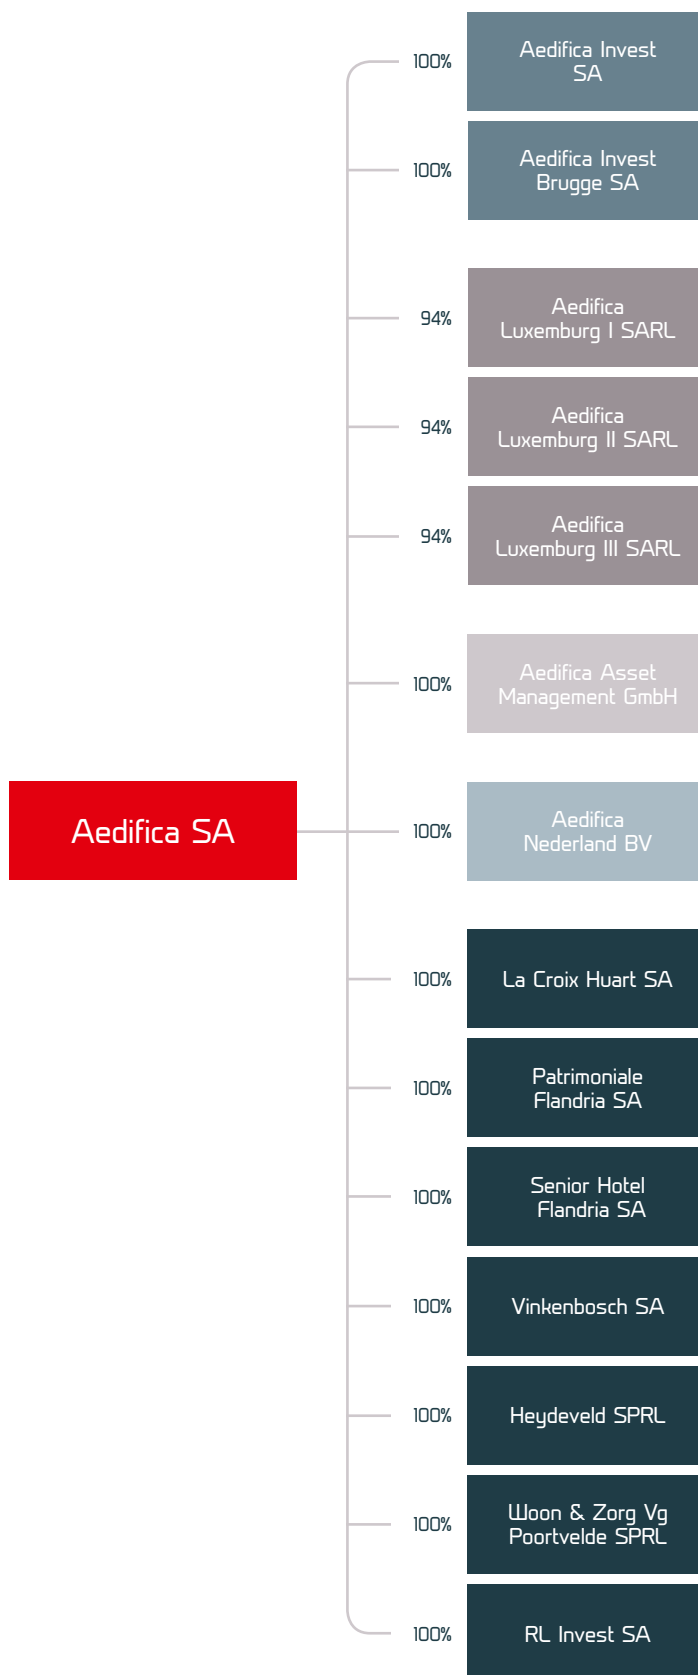 100%
Aedifica Invest
SA
100%
Aedifica Invest
Brugge SA
94%
Aedifica
Luxemburg I SARL
94%
Aedifica
Luxemburg II SARL
94%
Aedifica
Luxemburg III SARL
100%
Aedifica Asset
Management GmbH
Aedifica SA
100%
Aedifica
Nederland BV
100%
La Croix Huart SA
100%
Patrimoniale
Flandria SA
100%
Senior Hotel
Flandria SA
100%
Vinkenbosch SA
100%
Heydeveld SPRL
100%
Woon & Zorg Vg
Poortvelde SPRL
100%
RL Invest SA